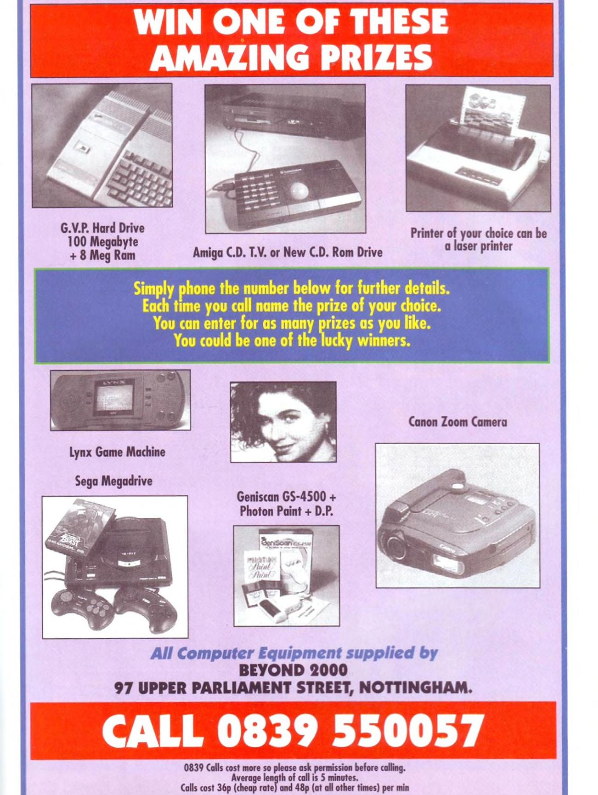 WIN ONE OF THESE
AMAZING PRIZES
G.V.P. Hard Drive
100 Megabyte
+ 8 Meg Ram
Amiga C.D. T.V. or New C.D. Rom Drive
Printer of your choice can be
a laser printer
Simply phone the number below for further details.
Each time you call name the prize of your choice.
You can enter for as many prizes as you like.
You could be one of the lucky winners.
LYNX
Lynx Game Machine
Canon Zoom Camera
Sega Megadrive
Geniscan GS-4500 +
Photon Paint + D.P.
GeniScan
Photon
Paint
All Computer Equipment supplied by
BEYOND 2000
97 UPPER PARLIAMENT STREET, NOTTINGHAM.
CALL 0839 550057
0839 Calls cost more so please ask permission before calling.
Average length of call is 5 minutes.
Calls cost 36p (cheap rate) and 48p (at all other times) per min